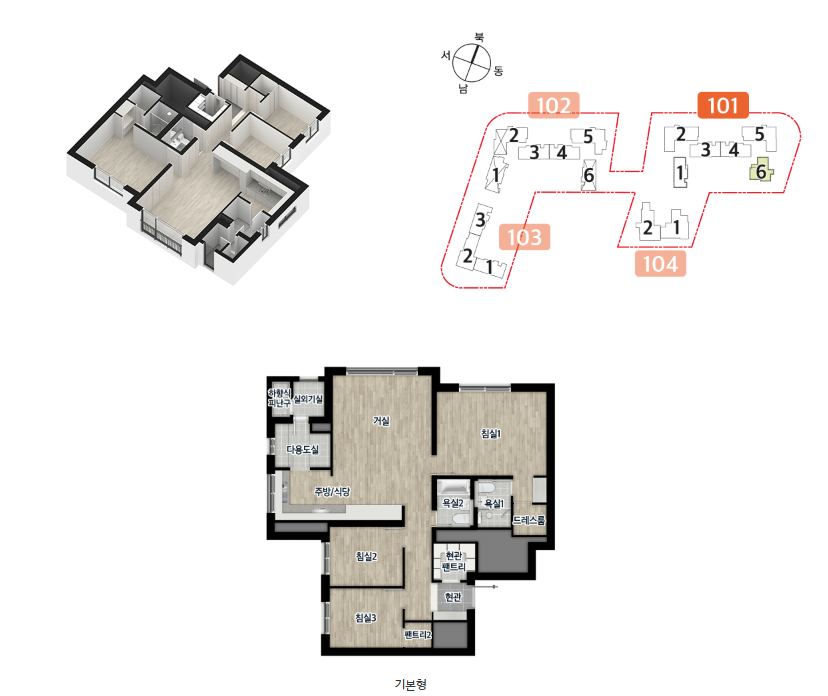 북
서
동
남
102
101
2
5
3
4
1
6
2
5
3
4
1
6
3
2
1
103
2
1
104
하향식
피난구
실외기실
거실
침실1
다용도실
주방/식당
욕실2
욕실1
드레스룸
침실2
현관
팬트리
현관
침실3
팬트리2
기본형